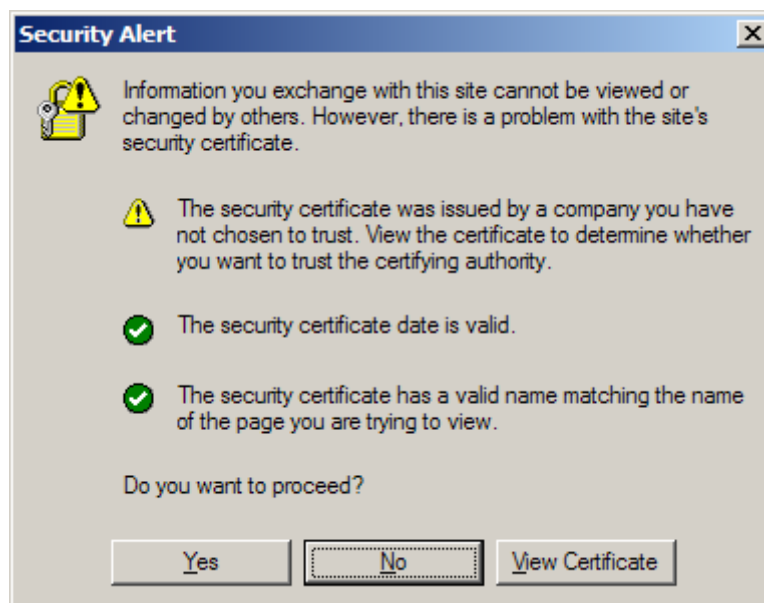 Security Alert
Information you exchange with this site cannot be viewed or
changed by others. However, there is a problem with the site's
security certificate.
The security certificate was issued by a company you have
not chosen to trust. View the certificate to determine whether
you want to trust the certifying authority.
The security certificate date is valid.
The security certificate has a valid name matching the name
of the page you are trying to view.
Do you want to proceed?
Yes No View Certificate